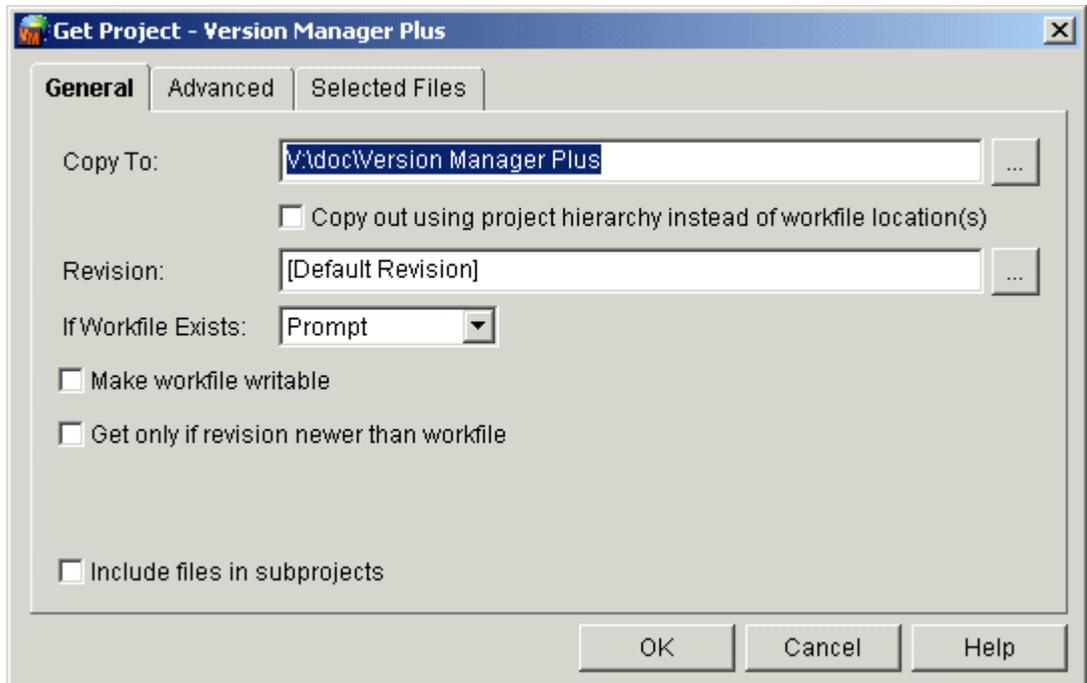 Get Project - Version Manager Plus
General Advanced Selected Files
Copy To: V:\doc\Version Manager Plus ...
Copy out using project hierarchy instead of workfile location(s)
Revision: [Default Revision] ...
If Workfile Exists: Prompt
Make workfile writable
Get only if revision newer than workfile
Include files in subprojects
OK Cancel Help